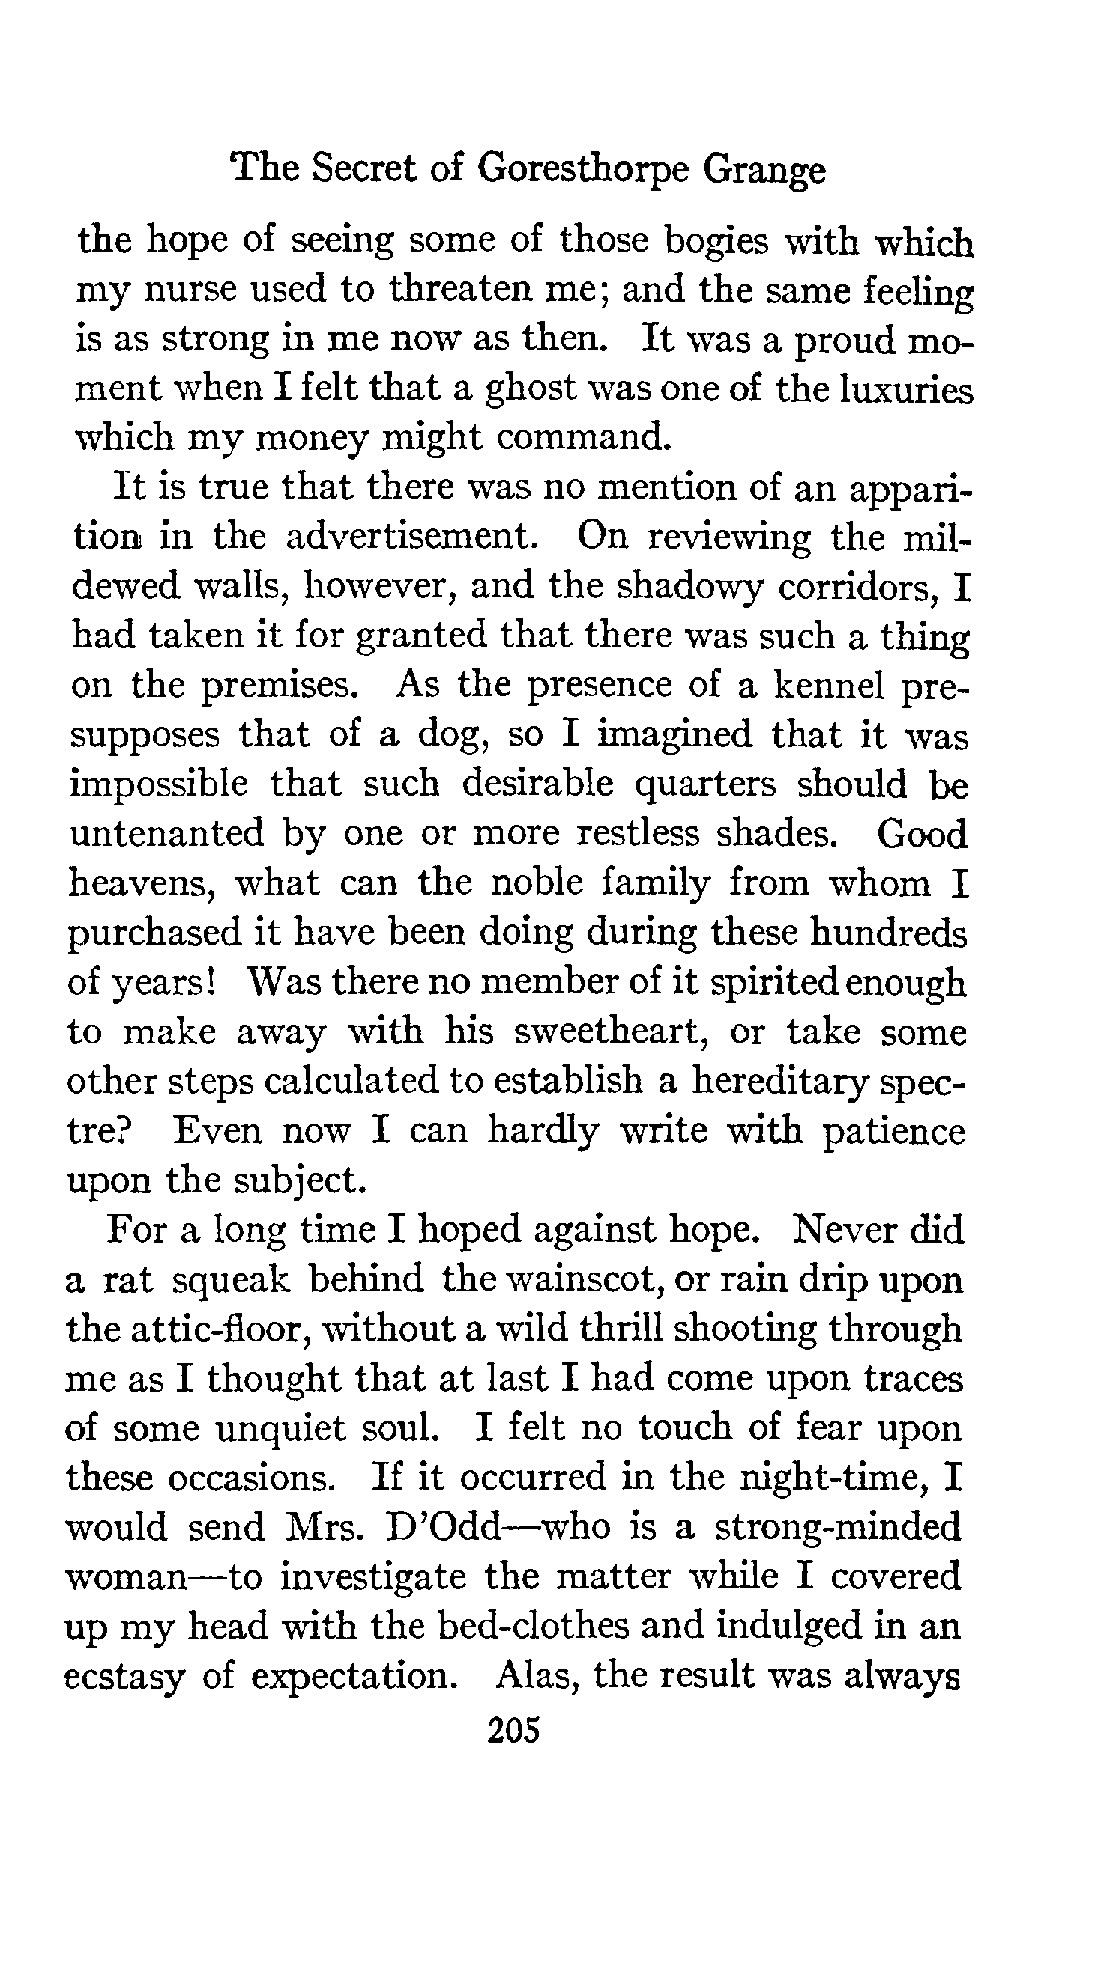 The Secret of Goresthorpe Grange
the hope of seeing some of those bogies with which
my nurse used to threaten me; and the same feeling
is as strong in me now as then. It was a proud mo-
ment when I felt that a ghost was one of the luxuries
which my money might command.
It is true that there was no mention of an appari-
tion in the advertisement. On reviewing the mil-
dewed walls, however, and the shadowy corridors, I
had taken it for granted that there was such a thing
on the premises. As the presence of a kennel pre-
supposes that of a dog, so I imagined that it was
impossible that such desirable quarters should be
untenanted by one or more restless shades. Good
heavens, what can the noble family from whom I
purchased it have been doing during these hundreds
of years! Was there no member of it spirited enough
to make away with his sweetheart, or take some
other steps calculated to establish a hereditary spec-
tre? Even now I can hardly write with patience
upon the subject.
For a long time I hoped against hope. Never did
a rat squeak behind the wainscot, or rain drip upon
the attic-floor, without a wild thrill shooting through
me as I thought that at last I had come upon traces
of some unquiet soul. I felt no touch of fear upon
these occasions. If it occurred in the night-time, I
would send Mrs. D'Odd—who is a strong-minded
woman—to investigate the matter while I covered
up my head with the bed-clothes and indulged in an
ecstasy of expectation. Alas, the result was always
205